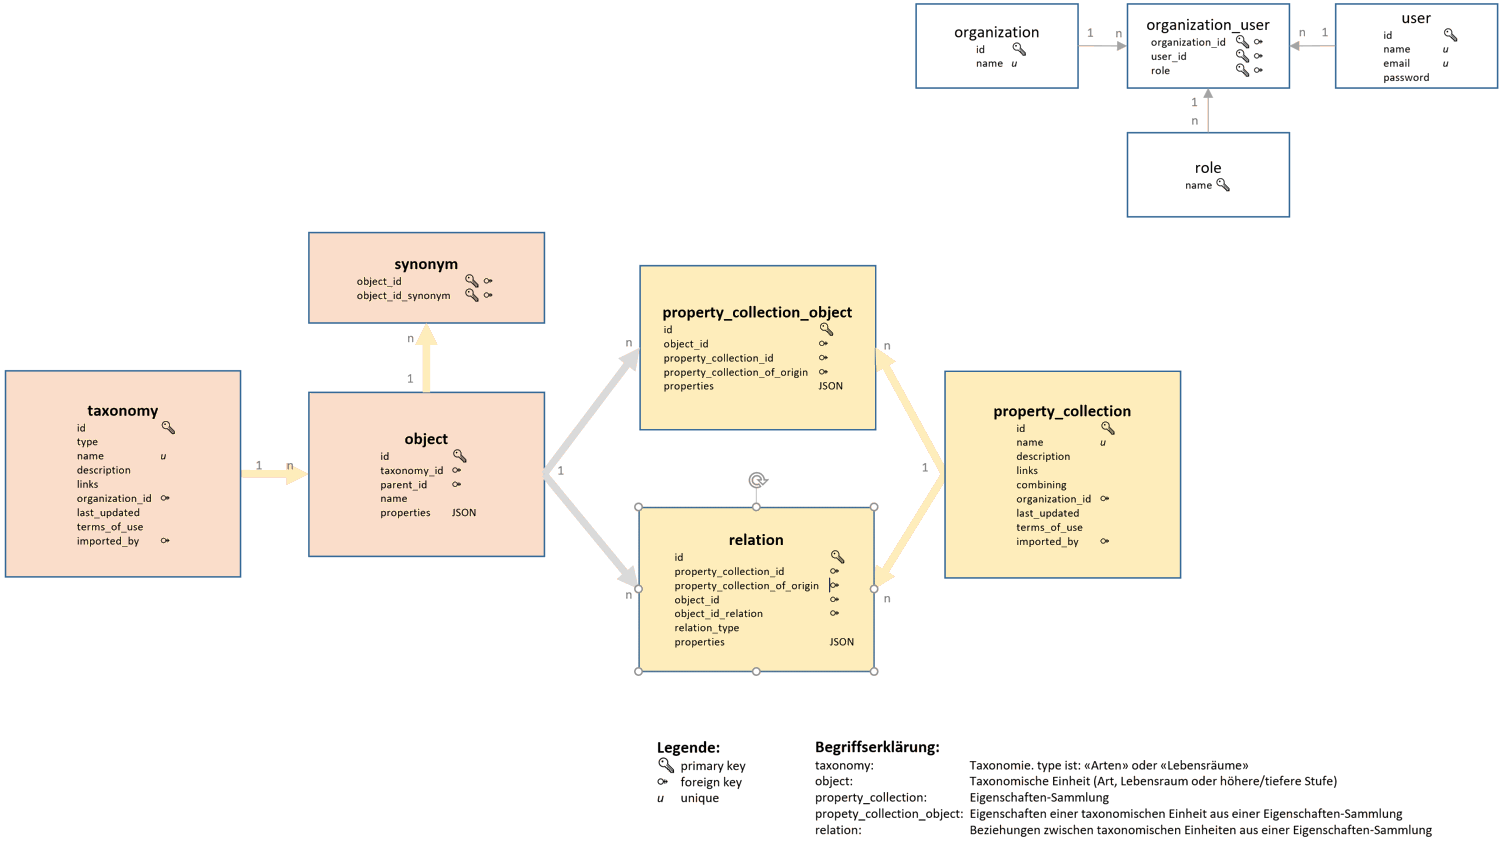 organization
id
name u
1 n
organization_user
organization_id
user_id
role
n 1
user
id
name u
email u
password
1
n
role
name
synonym
object_id
object_id_synonym
n
1
taxonomy
id
type
name u
description
links
organization_id
last_updated
terms_of_use
imported_by
1 n
object
id
taxonomy_id
parent_id
name
properties JSON
1
n
n
property_collection_object
id
object_id
property_collection_id
property_collection_of_origin
properties JSON
n
n
1
relation
id
property_collection_id
property_collection_of_origin
object_id
object_id_relation
relation_type
properties JSON
property_collection
id
name u
description
links
combining
organization_id
last_updated
terms_of_use
imported_by
Legende:
primary key
foreign key
u unique
Begriffserklärung:
taxonomy: Taxonomie. type ist: «Arten» oder «Lebensräume»
object: Taxonomische Einheit (Art, Lebensraum oder höhere/tiefere Stufe)
property_collection: Eigenschaften-Sammlung
propety_collection_object: Eigenschaften einer taxonomischen Einheit aus einer Eigenschaften-Sammlung
relation: Beziehungen zwischen taxonomischen Einheiten aus einer Eigenschaften-Sammlung